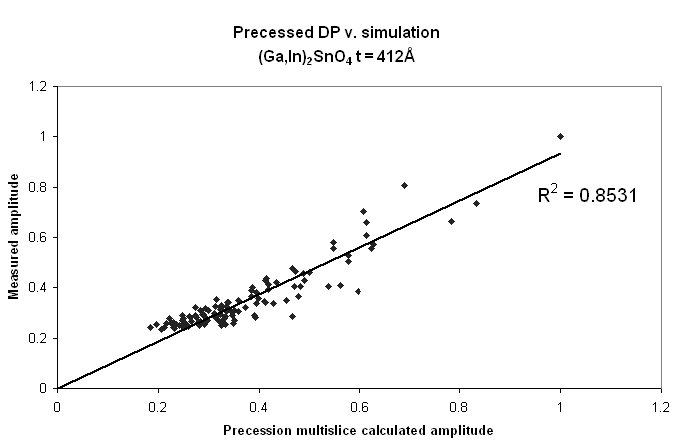 Precessed DP v. simulation
(Ga,In)₂SnO₄ t = 412Å
1.2
1
0.8
0.6
0.4
0.2
0
Measured amplitude
R² = 0.8531
0 0.2 0.4 0.6 0.8 1 1.2
Precession multislice calculated amplitude